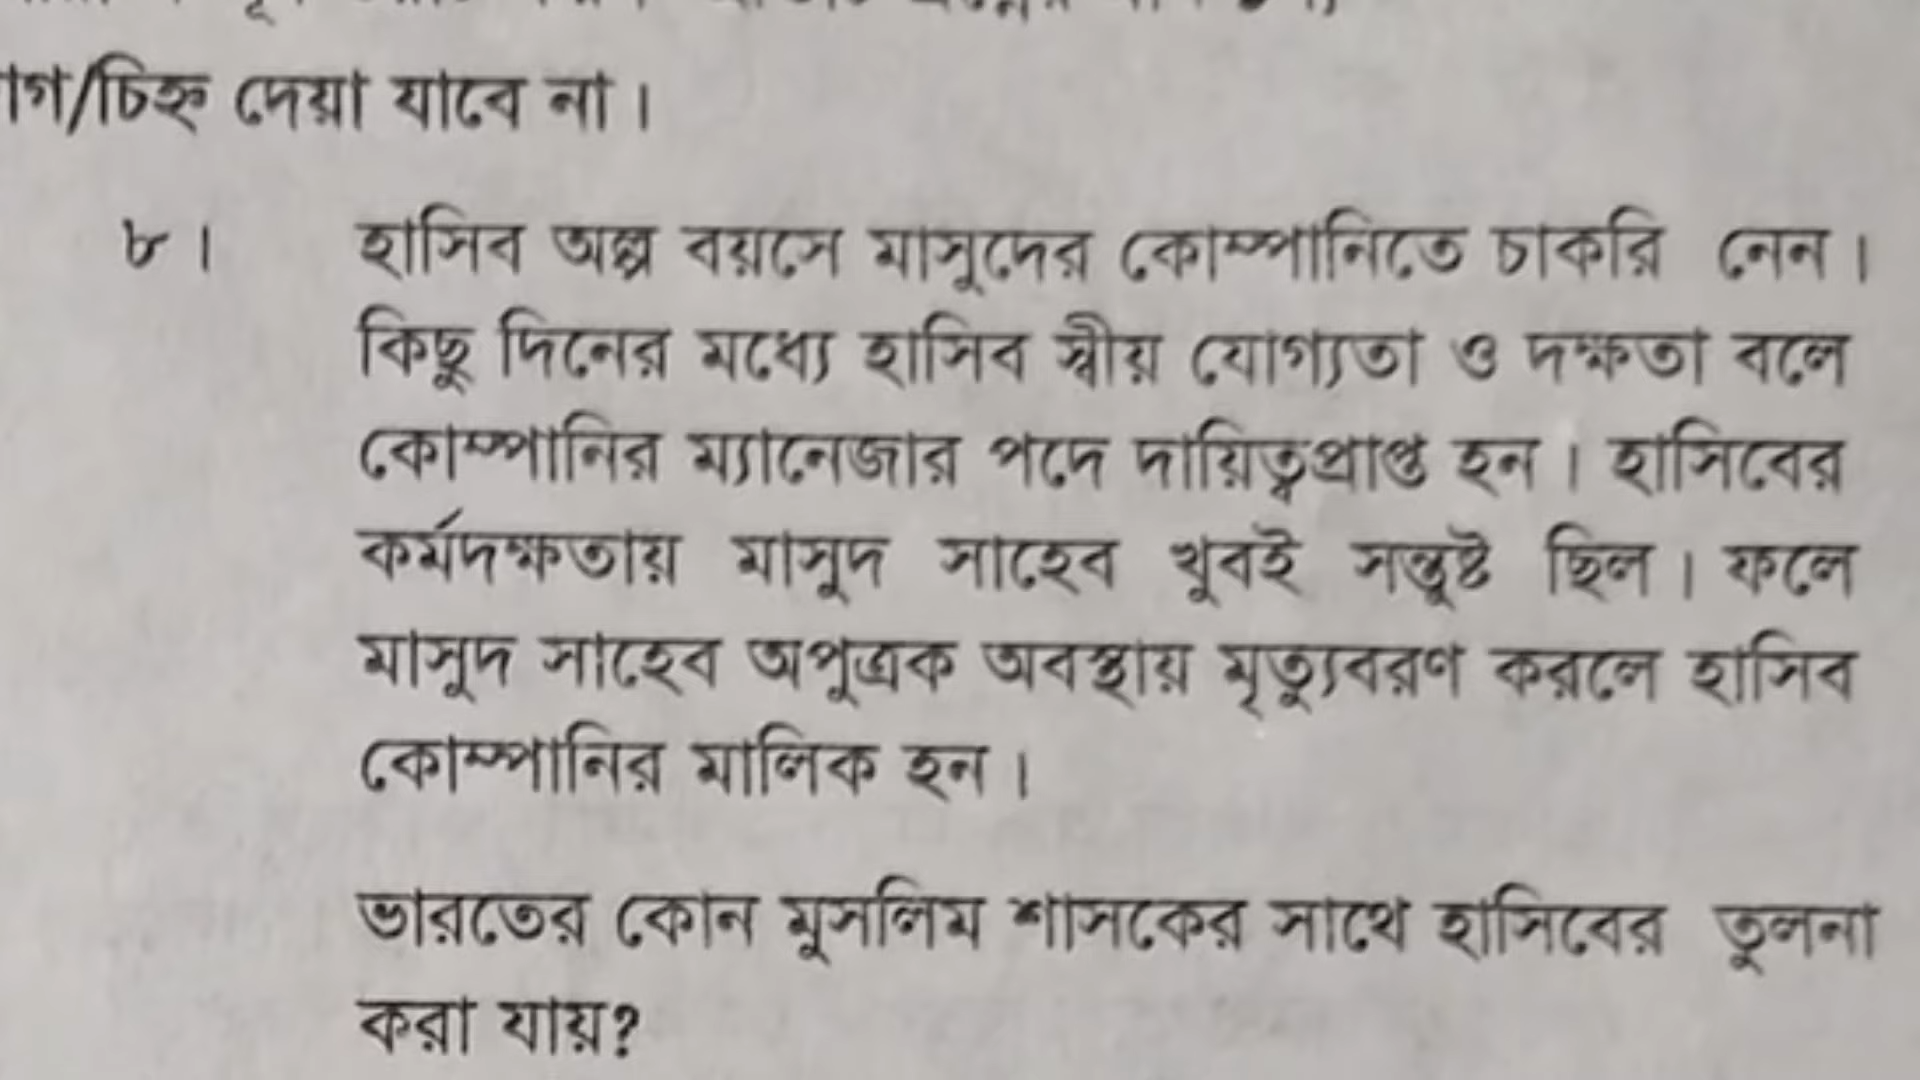 াগ/চিহ্ন দেয়া যাবে না।
৮। হাসিব অল্প বয়সে মাসুদের কোম্পানিতে চাকরি নেন।
কিছু দিনের মধ্যে হাসিব স্বীয় যোগ্যতা ও দক্ষতা বলে
কোম্পানির ম্যানেজার পদে দায়িত্বপ্রাপ্ত হন। হাসিবের
কর্মদক্ষতায় মাসুদ সাহেব খুবই সন্তুষ্ট ছিল। ফলে
মাসুদ সাহেব অপুত্রক অবস্থায় মৃত্যুবরণ করলে হাসিব
কোম্পানির মালিক হন।
ভারতের কোন মুসলিম শাসকের সাথে হাসিবের তুলনা
করা যায়?